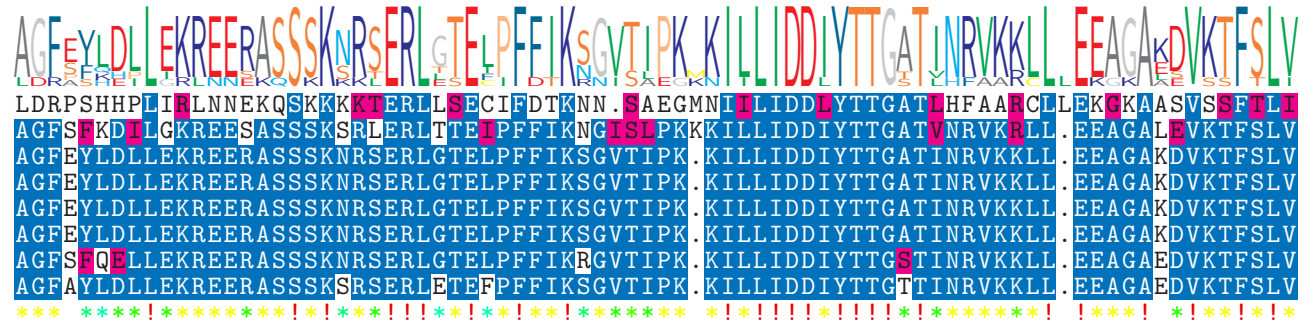 LDRPSHHPLIRLNNEKQSKKKKTERLLSECIFDTKNN.SAEGMNIILIDDLYTTGATLHFAARCLLEKGKAASVSSFTLI
AGFSFKDILGKREESASSSKSRLERLTTEIPFFIKNGISLPKKKILLIDDIYTTGATVNRVKRLL.EEAGALEVKTFSLV
AGFEYLDLLEKREERASSSKNRSERLGTELPFFIKSGVTIPK.KILLIDDIYTTGATINRVKKLL.EEAGAKDVKTFSLV
AGFEYLDLLEKREERASSSKNRSERLGTELPFFIKSGVTIPK.KILLIDDIYTTGATINRVKKLL.EEAGAKDVKTFSLV
AGFEYLDLLEKREERASSSKNRSERLGTELPFFIKSGVTIPK.KILLIDDIYTTGATINRVKKLL.EEAGAKDVKTFSLV
AGFEYLDLLEKREERASSSKNRSERLGTELPFFIKSGVTIPK.KILLIDDIYTTGATINRVKKLL.EEAGAKDVKTFSLV
AGFSFQELLEKREERASSSKNRSERLGTELPFFIKRGVTIPK.KILLIDDIYTTGSTINRVKKLL.EEAGAEDVKTFSLV
AGFAYLDLLEKREERASSSKSRSERLETEFPFFIKSGVTIPK.KILLIDDIYTTGTTINRVKKLL.EEAGAEDVKTFSLV